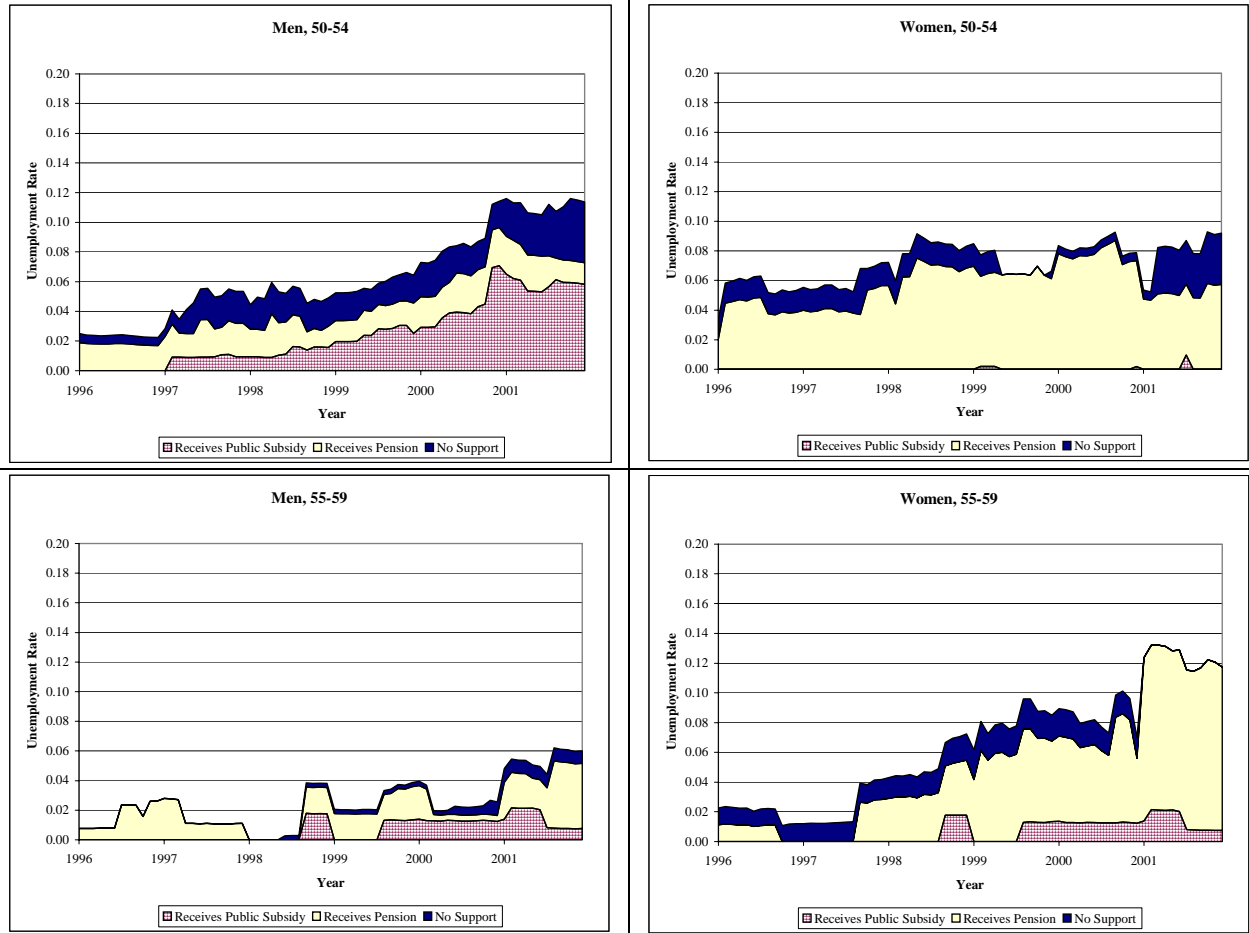 Men, 50-54
0.20
0.18
0.16
0.14
0.12
0.10
0.08
0.06
0.04
0.02
0.00
Unemployment Rate
1996 1997 1998 1999 2000 2001
Year
Receives Public Subsidy Receives Pension No Support
Women, 50-54
0.20
0.18
0.16
0.14
0.12
0.10
0.08
0.06
0.04
0.02
0.00
Unemployment Rate
1996 1997 1998 1999 2000 2001
Year
Receives Public Subsidy Receives Pension No Support
Men, 55-59
0.20
0.18
0.16
0.14
0.12
0.10
0.08
0.06
0.04
0.02
0.00
Unemployment Rate
1996 1997 1998 1999 2000 2001
Year
Receives Public Subsidy Receives Pension No Support
Women, 55-59
0.20
0.18
0.16
0.14
0.12
0.10
0.08
0.06
0.04
0.02
0.00
Unemployment Rate
1996 1997 1998 1999 2000 2001
Year
Receives Public Subsidy Receives Pension No Support